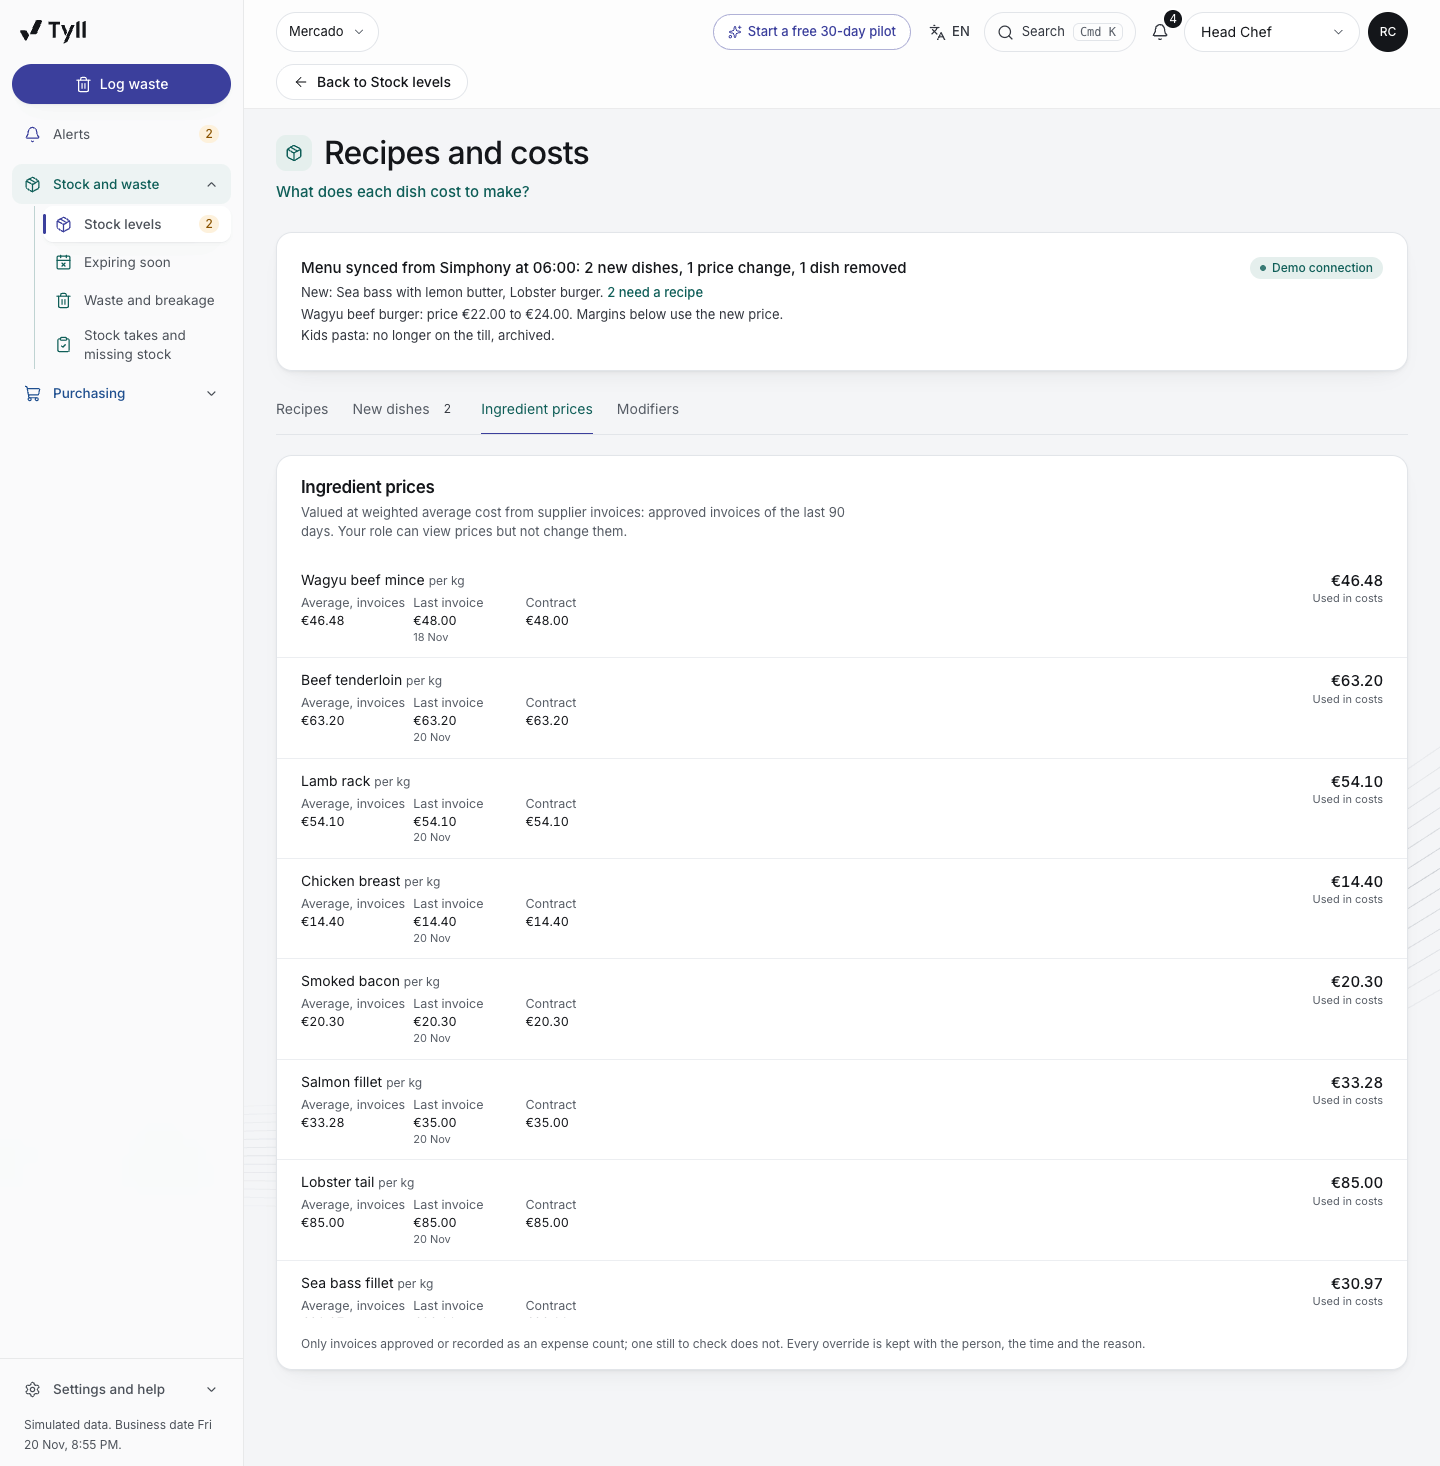 Tyll
Log waste
Alerts 2
Stock and waste
Stock levels 2
Expiring soon
Waste and breakage
Stock takes and
missing stock
Purchasing
Settings and help
Simulated data. Business date Fri
20 Nov, 8:55 PM.
Mercado
Start a free 30-day pilot
EN
Search Cmd K
4
Head Chef
RC
Back to Stock levels
Recipes and costs
What does each dish cost to make?
Menu synced from Simphony at 06:00: 2 new dishes, 1 price change, 1 dish removed
Demo connection
New: Sea bass with lemon butter, Lobster burger. 2 need a recipe
Wagyu beef burger: price €22.00 to €24.00. Margins below use the new price.
Kids pasta: no longer on the till, archived.
Recipes New dishes 2 Ingredient prices Modifiers
Ingredient prices
Valued at weighted average cost from supplier invoices: approved invoices of the last 90
days. Your role can view prices but not change them.
Wagyu beef mince per kg €46.48
Used in costs
Average, invoices Last invoice Contract
€46.48 €48.00 €48.00
18 Nov
Beef tenderloin per kg €63.20
Used in costs
Average, invoices Last invoice Contract
€63.20 €63.20 €63.20
20 Nov
Lamb rack per kg €54.10
Used in costs
Average, invoices Last invoice Contract
€54.10 €54.10 €54.10
20 Nov
Chicken breast per kg €14.40
Used in costs
Average, invoices Last invoice Contract
€14.40 €14.40 €14.40
20 Nov
Smoked bacon per kg €20.30
Used in costs
Average, invoices Last invoice Contract
€20.30 €20.30 €20.30
20 Nov
Salmon fillet per kg €33.28
Used in costs
Average, invoices Last invoice Contract
€33.28 €35.00 €35.00
20 Nov
Lobster tail per kg €85.00
Used in costs
Average, invoices Last invoice Contract
€85.00 €85.00 €85.00
20 Nov
Sea bass fillet per kg €30.97
Used in costs
Average, invoices Last invoice Contract
Only invoices approved or recorded as an expense count; one still to check does not. Every override is kept with the person, the time and the reason.